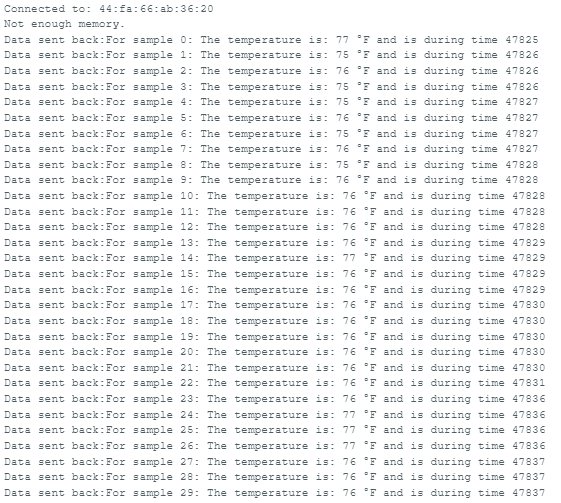 Connected to: 44:fa:66:ab:36:20
Not enough memory.
Data sent back:For sample 0: The temperature is: 77 °F and is during time 47825
Data sent back:For sample 1: The temperature is: 75 °F and is during time 47826
Data sent back:For sample 2: The temperature is: 76 °F and is during time 47826
Data sent back:For sample 3: The temperature is: 75 °F and is during time 47826
Data sent back:For sample 4: The temperature is: 75 °F and is during time 47827
Data sent back:For sample 5: The temperature is: 76 °F and is during time 47827
Data sent back:For sample 6: The temperature is: 75 °F and is during time 47827
Data sent back:For sample 7: The temperature is: 76 °F and is during time 47827
Data sent back:For sample 8: The temperature is: 75 °F and is during time 47828
Data sent back:For sample 9: The temperature is: 76 °F and is during time 47828
Data sent back:For sample 10: The temperature is: 76 °F and is during time 47828
Data sent back:For sample 11: The temperature is: 76 °F and is during time 47828
Data sent back:For sample 12: The temperature is: 76 °F and is during time 47828
Data sent back:For sample 13: The temperature is: 76 °F and is during time 47829
Data sent back:For sample 14: The temperature is: 77 °F and is during time 47829
Data sent back:For sample 15: The temperature is: 76 °F and is during time 47829
Data sent back:For sample 16: The temperature is: 76 °F and is during time 47829
Data sent back:For sample 17: The temperature is: 76 °F and is during time 47830
Data sent back:For sample 18: The temperature is: 76 °F and is during time 47830
Data sent back:For sample 19: The temperature is: 76 °F and is during time 47830
Data sent back:For sample 20: The temperature is: 76 °F and is during time 47830
Data sent back:For sample 21: The temperature is: 76 °F and is during time 47830
Data sent back:For sample 22: The temperature is: 76 °F and is during time 47831
Data sent back:For sample 23: The temperature is: 76 °F and is during time 47836
Data sent back:For sample 24: The temperature is: 77 °F and is during time 47836
Data sent back:For sample 25: The temperature is: 77 °F and is during time 47836
Data sent back:For sample 26: The temperature is: 77 °F and is during time 47836
Data sent back:For sample 27: The temperature is: 76 °F and is during time 47837
Data sent back:For sample 28: The temperature is: 76 °F and is during time 47837
Data sent back:For sample 29: The temperature is: 76 °F and is during time 47837